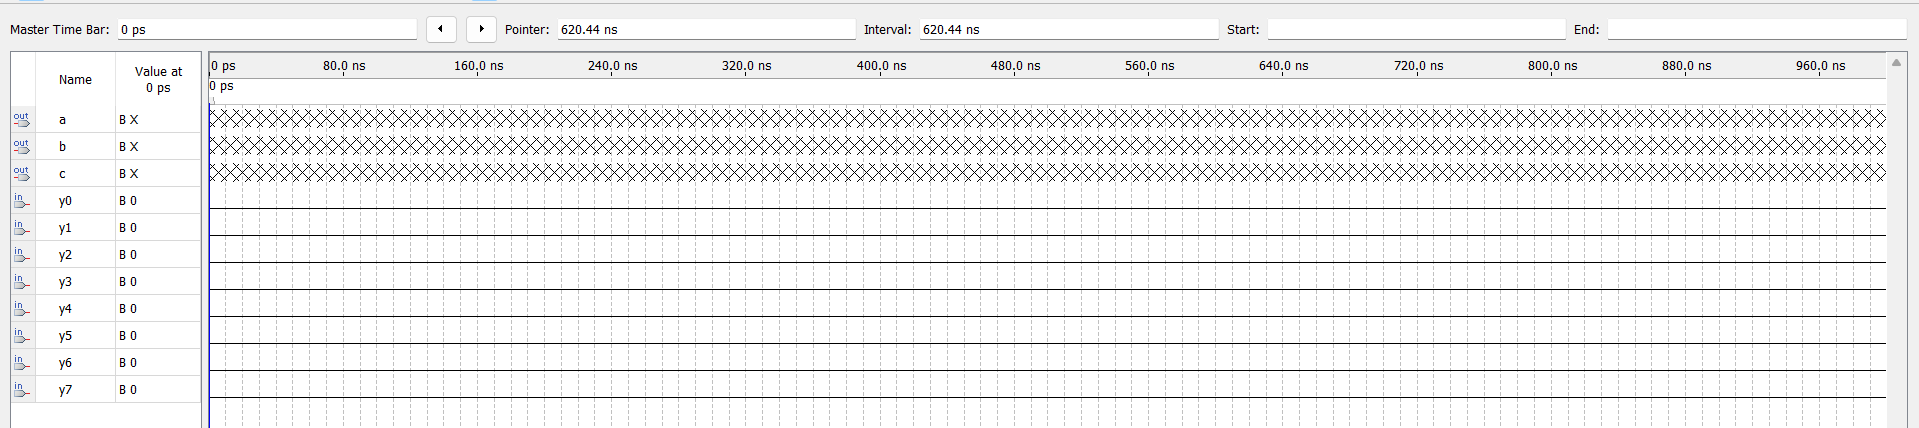 Master Time Bar: 0 ps Pointer: 620.44 ns Interval: 620.44 ns Start: End:
Name Value at 0 ps
0 ps 80.0 ns 160.0 ns 240.0 ns 320.0 ns 400.0 ns 480.0 ns 560.0 ns 640.0 ns 720.0 ns 800.0 ns 880.0 ns 960.0 ns
0 ps
out a B X
out b B X
out c B X
in y0 B 0
in y1 B 0
in y2 B 0
in y3 B 0
in y4 B 0
in y5 B 0
in y6 B 0
in y7 B 0